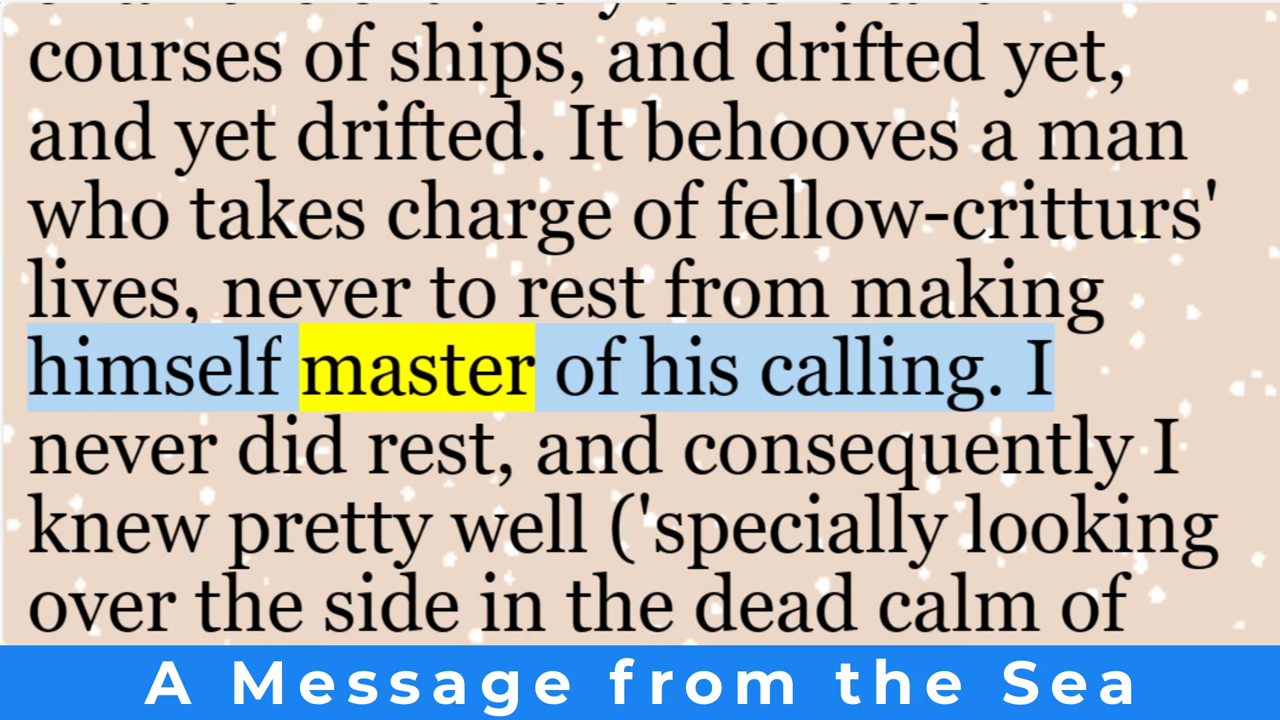 courses of ships, and drifted yet,
and yet drifted. It behooves a man
who takes charge of fellow-critturs'
lives, never to rest from making
himself master of his calling. I
never did rest, and consequently I
knew pretty well ('specially looking
over the side in the dead calm of
A Message from the Sea